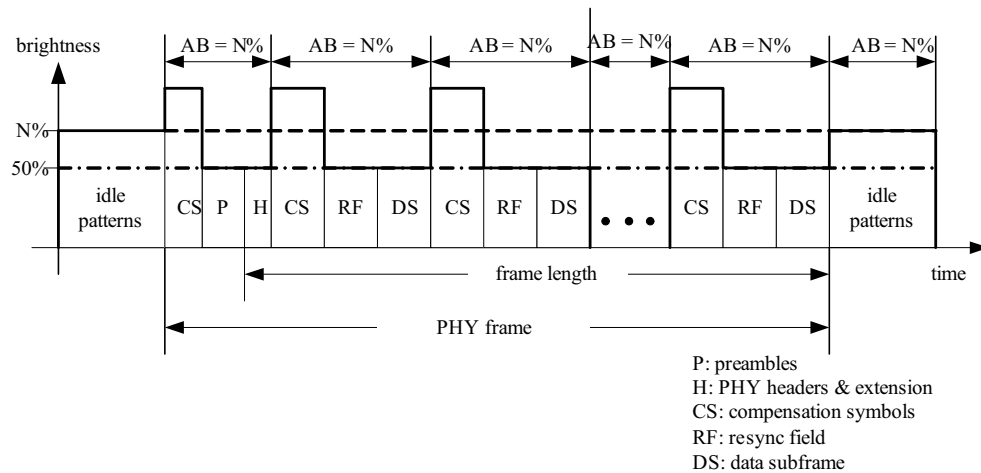 brightness
AB = N% AB = N% AB = N% AB = N% AB = N% AB = N%
N%
50%
idle patterns CS P H CS RF DS CS RF DS ••• CS RF DS idle patterns
frame length
time
PHY frame
P: preambles
H: PHY headers & extension
CS: compensation symbols
RF: resync field
DS: data subframe